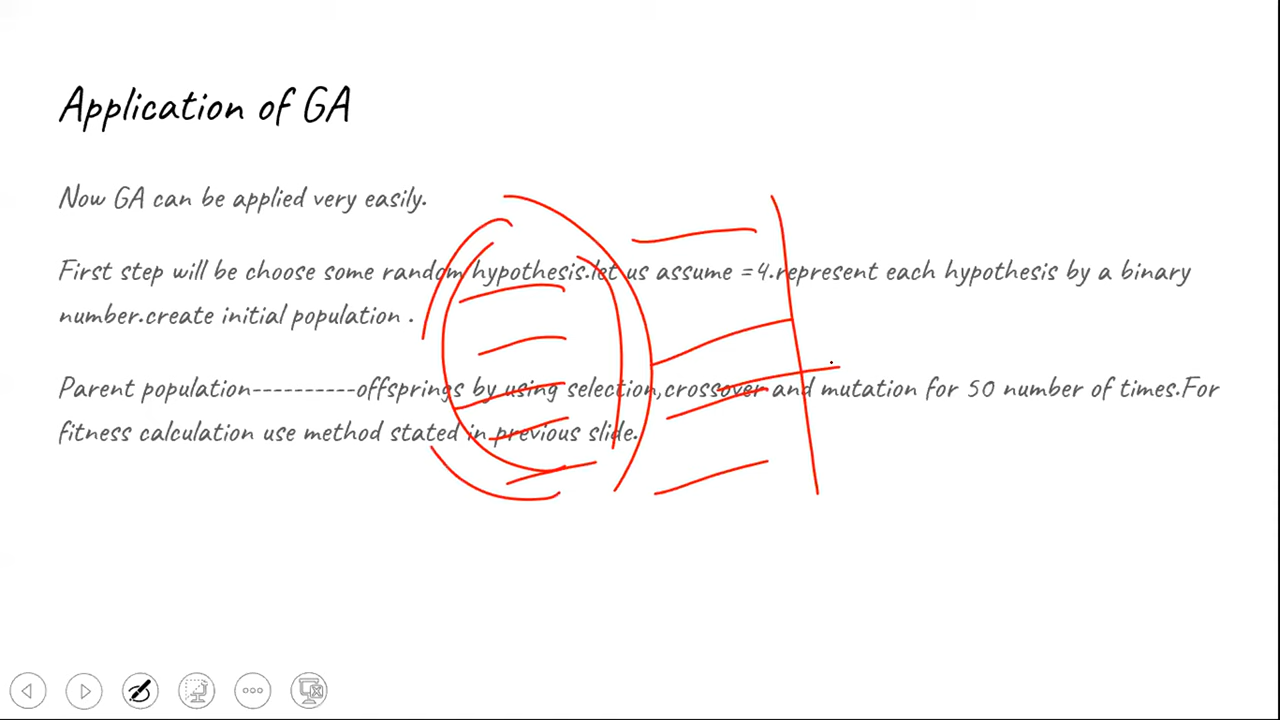 Application of GA
Now GA can be applied very easily.
First step will be choose some random hypothesis.let us assume =4.represent each hypothesis by a binary
number.create initial population .
Parent population----------offsprings by using selection,crossover and mutation for 50 number of times.For
fitness calculation use method stated in previous slide.